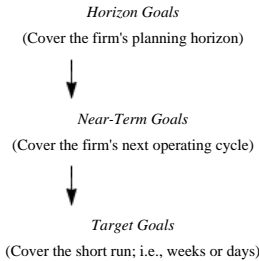 Horizon Goals
(Cover the firm's planning horizon)
Near-Term Goals
(Cover the firm's next operating cycle)
Target Goals
(Cover the short run; i.e., weeks or days)